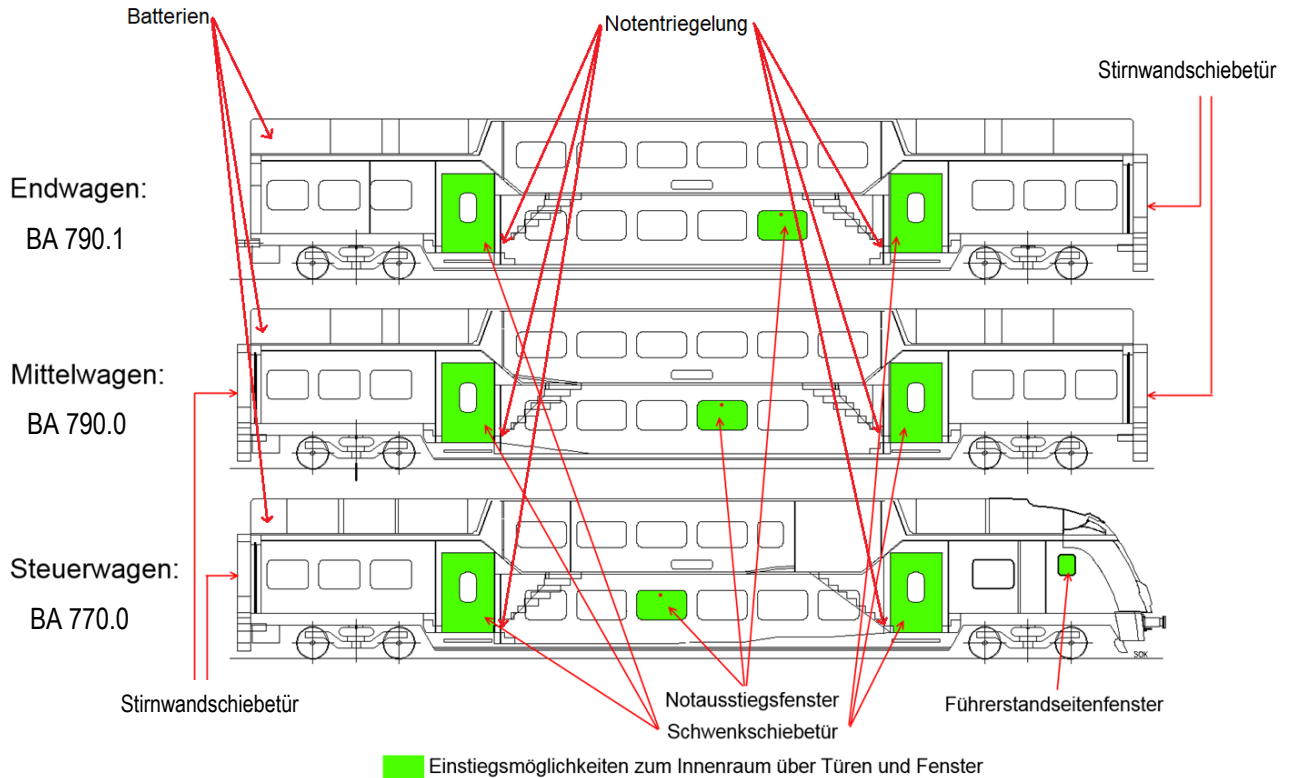 Batterien
Notentriegelung
Stirnwandschiebetür
Endwagen:
BA 790.1
Mittelwagen:
BA 790.0
Steuerwagen:
BA 770.0
SOK
Stirnwandschiebetür
Notausstiegsfenster
Führerstandseitenfenster
Schwenkschiebetür
Einstiegsmöglichkeiten zum Innenraum über Türen und Fenster